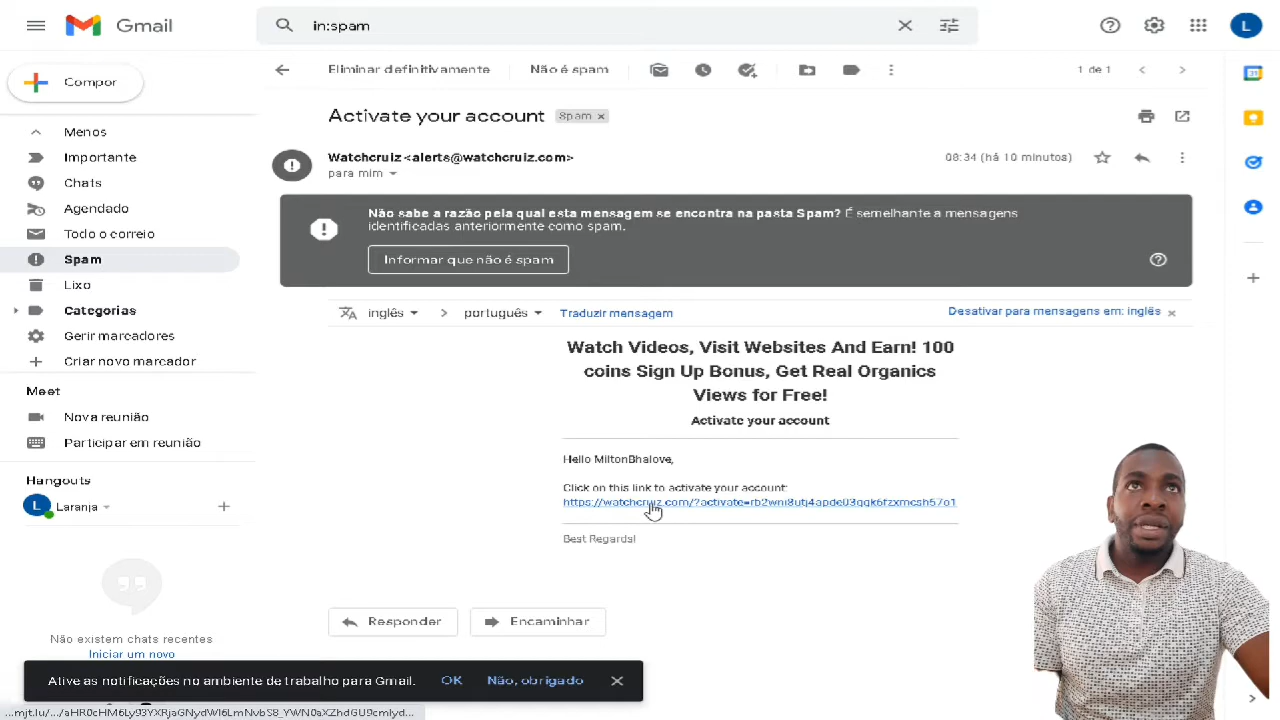 Gmail
in:spam
L
Compor
Eliminar definitivamente
Não é spam
1 de 1
Menos
Importante
Chats
Agendado
Todo o correio
Spam
Lixo
Categorias
Gerir marcadores
Criar novo marcador
Meet
Nova reunião
Participar em reunião
Hangouts
L
Laranja
Não existem chats recentes
Iniciar um novo
Activate your account
Spam x
Watchcruiz <alerts@watchcruiz.com>
08:34 (há 10 minutos)
para mim
Não sabe a razão pela qual esta mensagem se encontra na pasta Spam? É semelhante a mensagens
identificadas anteriormente como spam.
Informar que não é spam
inglês
português
Traduzir mensagem
Desativar para mensagens em: inglês x
Watch Videos, Visit Websites And Earn! 100
coins Sign Up Bonus, Get Real Organics
Views for Free!
Activate your account
Hello MiltonBhalove,
Click on this link to activate your account:
Best Regards!
Responder
Encaminhar
Ative as notificações no ambiente de trabalho para Gmail.
OK
Não, obrigado